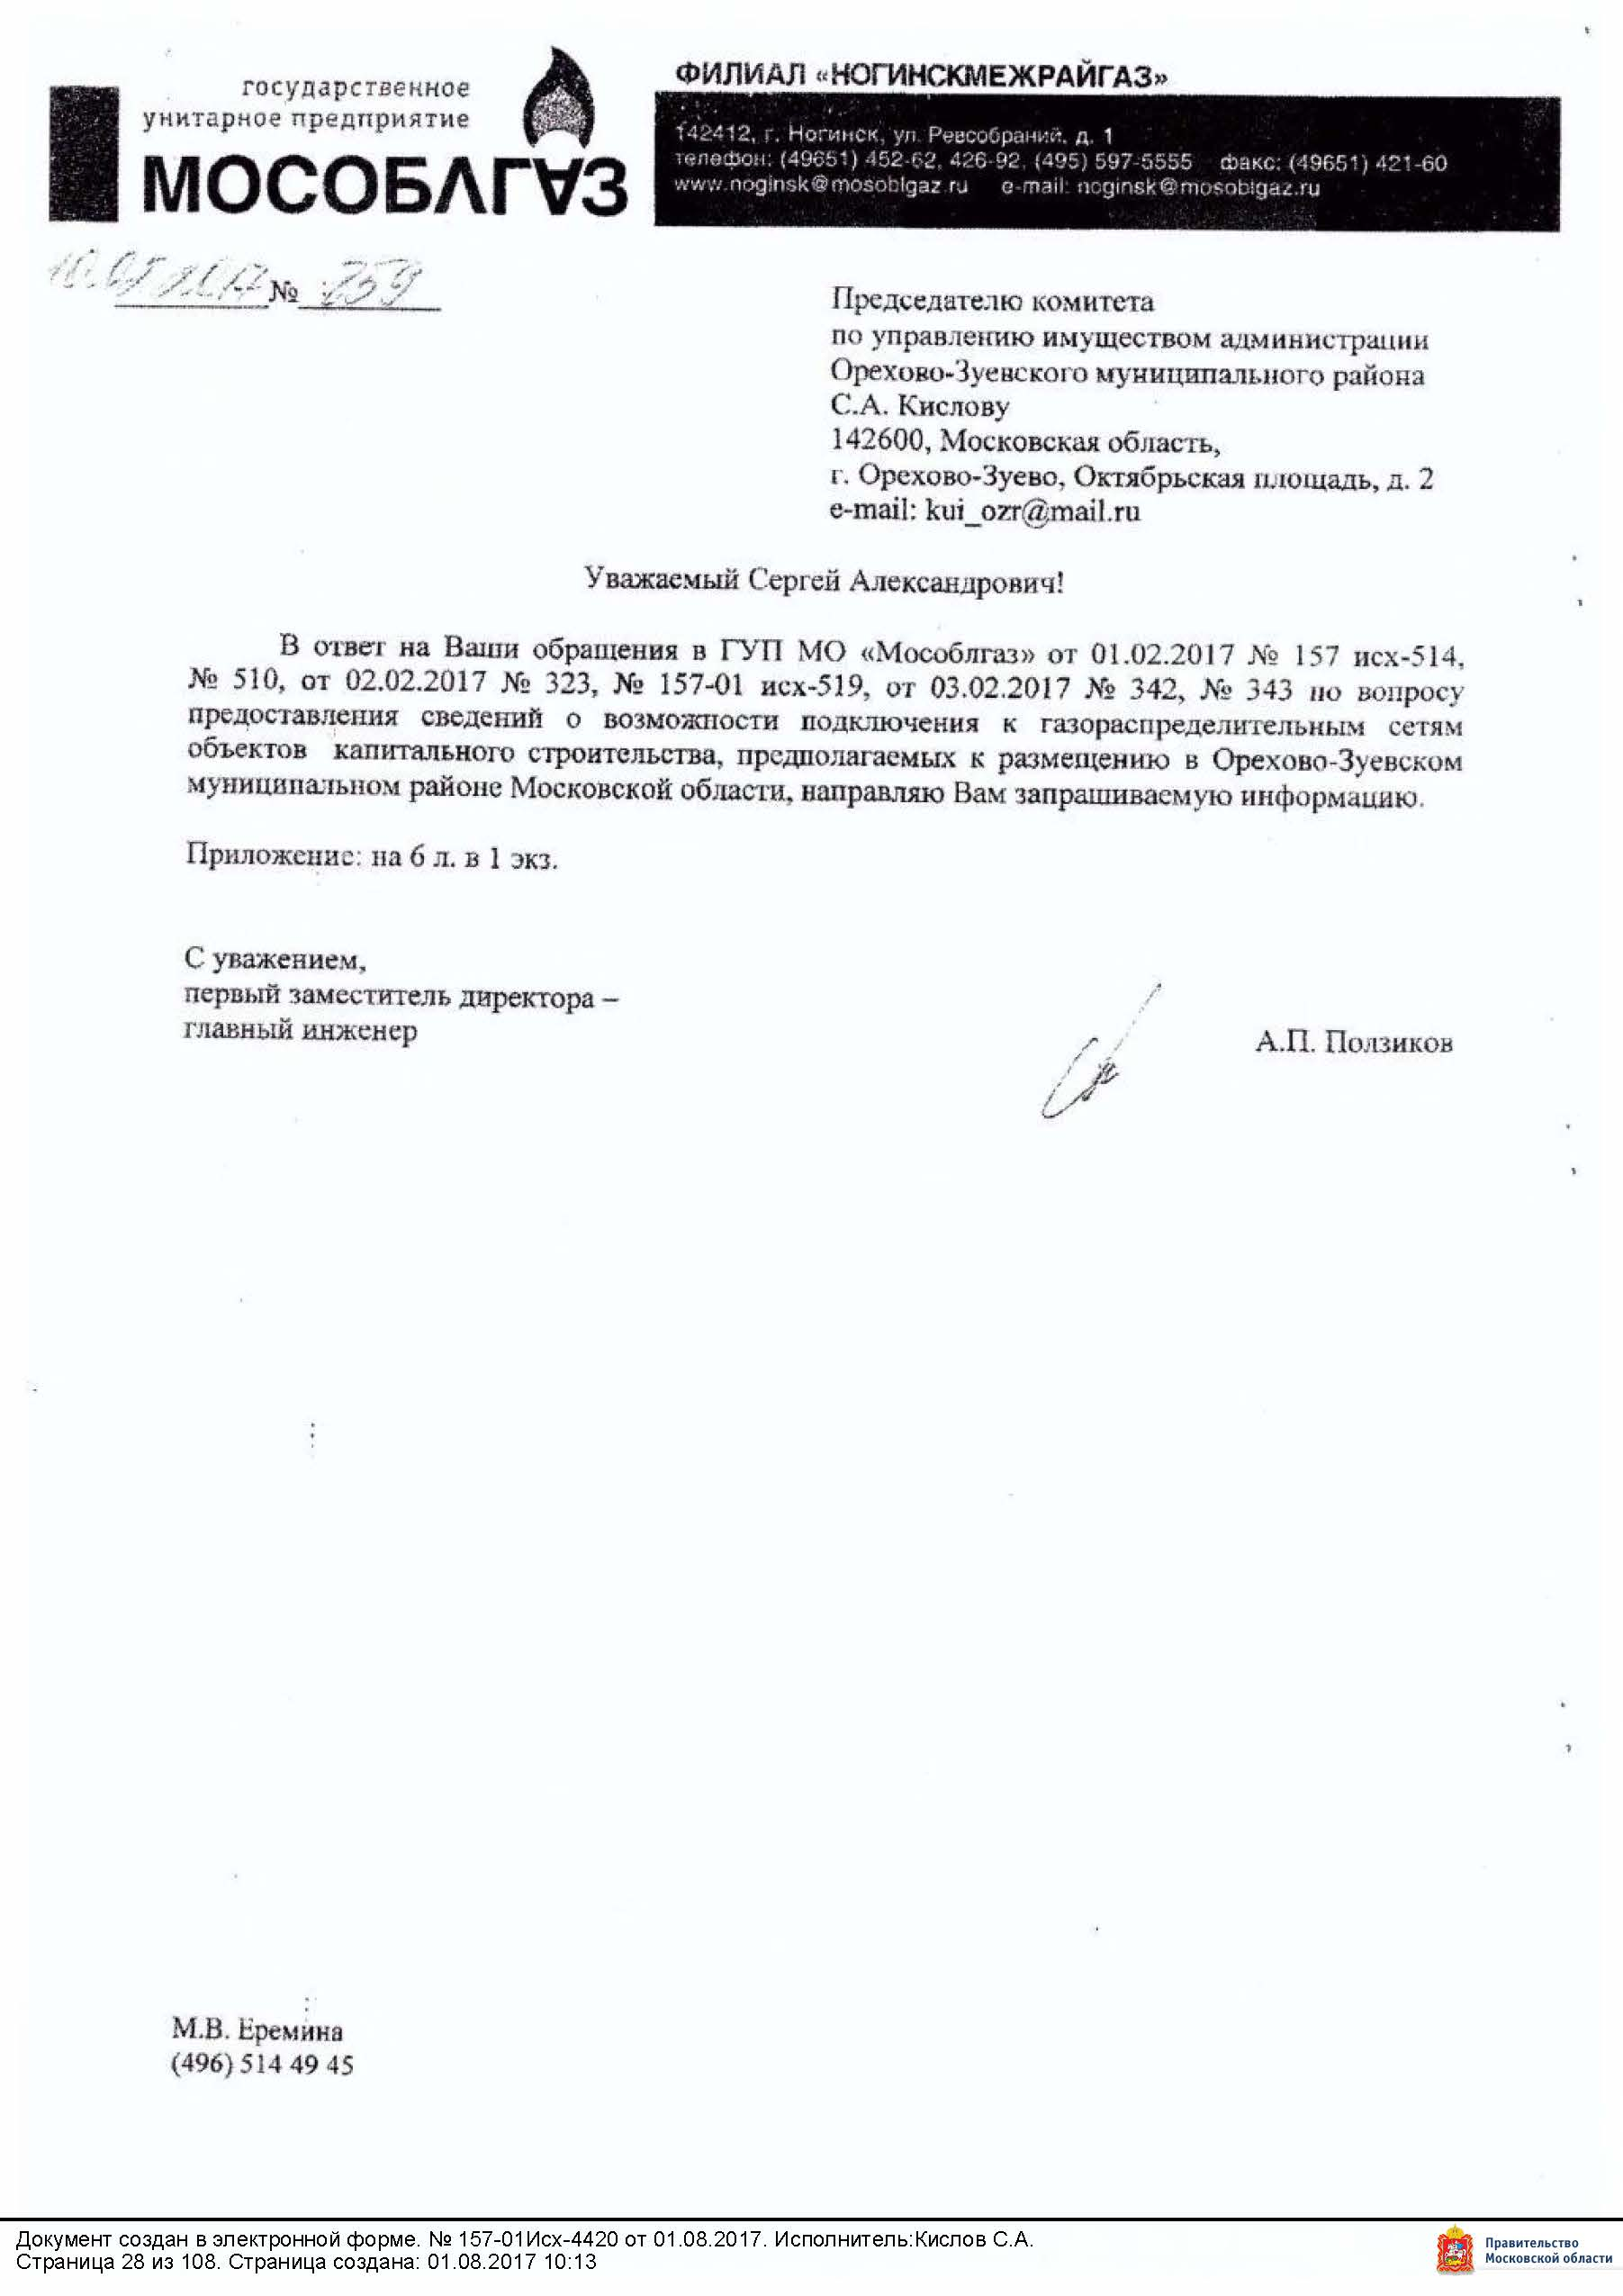 государственное
унитарное предприятие
МОСОБЛГАЗ
ФИЛИАЛ «НОГИНСКМЕЖРАЙГАЗ»
142412, г. Ногинск, ул. Ревсобраний, д. 1
телефон: (49651) 452-62, 426-92, (495) 597-5555 факс: (49651) 421-60
www.noginsk@mosoblgaz.ru e-mail: noginsk@mosoblgaz.ru
№ 259
Председателю комитета
по управлению имуществом администрации
Орехово-Зуевского муниципального района
С.А. Кислову
142600, Московская область,
г. Орехово-Зуево, Октябрьская площадь, д. 2
e-mail: kui_ozr@mail.ru
Уважаемый Сергей Александрович!
В ответ на Ваши обращения в ГУП МО «Мособлгаз» от 01.02.2017 № 157 исх-514,
№ 510, от 02.02.2017 № 323, № 157-01 исх-519, от 03.02.2017 № 342, № 343 по вопросу
предоставления сведений о возможности подключения к газораспределительным сетям
объектов капитального строительства, предполагаемых к размещению в Орехово-Зуевском
муниципальном районе Московской области, направляю Вам запрашиваемую информацию.
Приложение: на 6 л. в 1 экз.
С уважением,
первый заместитель директора –
главный инженер
А.П. Ползиков
М.В. Еремина
(496) 514 49 45
Документ создан в электронной форме. № 157-01Исх-4420 от 01.08.2017. Исполнитель:Кислов С.А.
Страница 28 из 108. Страница создана: 01.08.2017 10:13
Правительство
Московской области